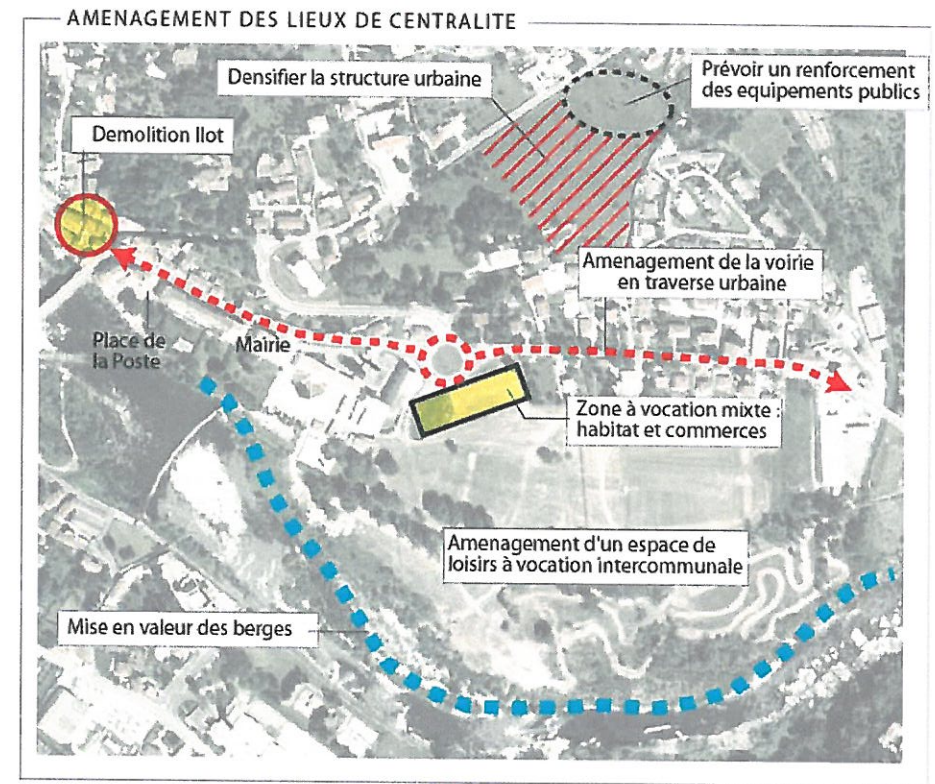 AMENAGEMENT DES LIEUX DE CENTRALITE
Densifier la structure urbaine
Prévoir un renforcement
des equipements publics
Demolition Ilot
Amenagement de la voirie
en traverse urbaine
Place de
la Poste
Mairie
Zone à vocation mixte :
habitat et commerces
Amenagement d'un espace de
loisirs à vocation intercommunale
Mise en valeur des berges